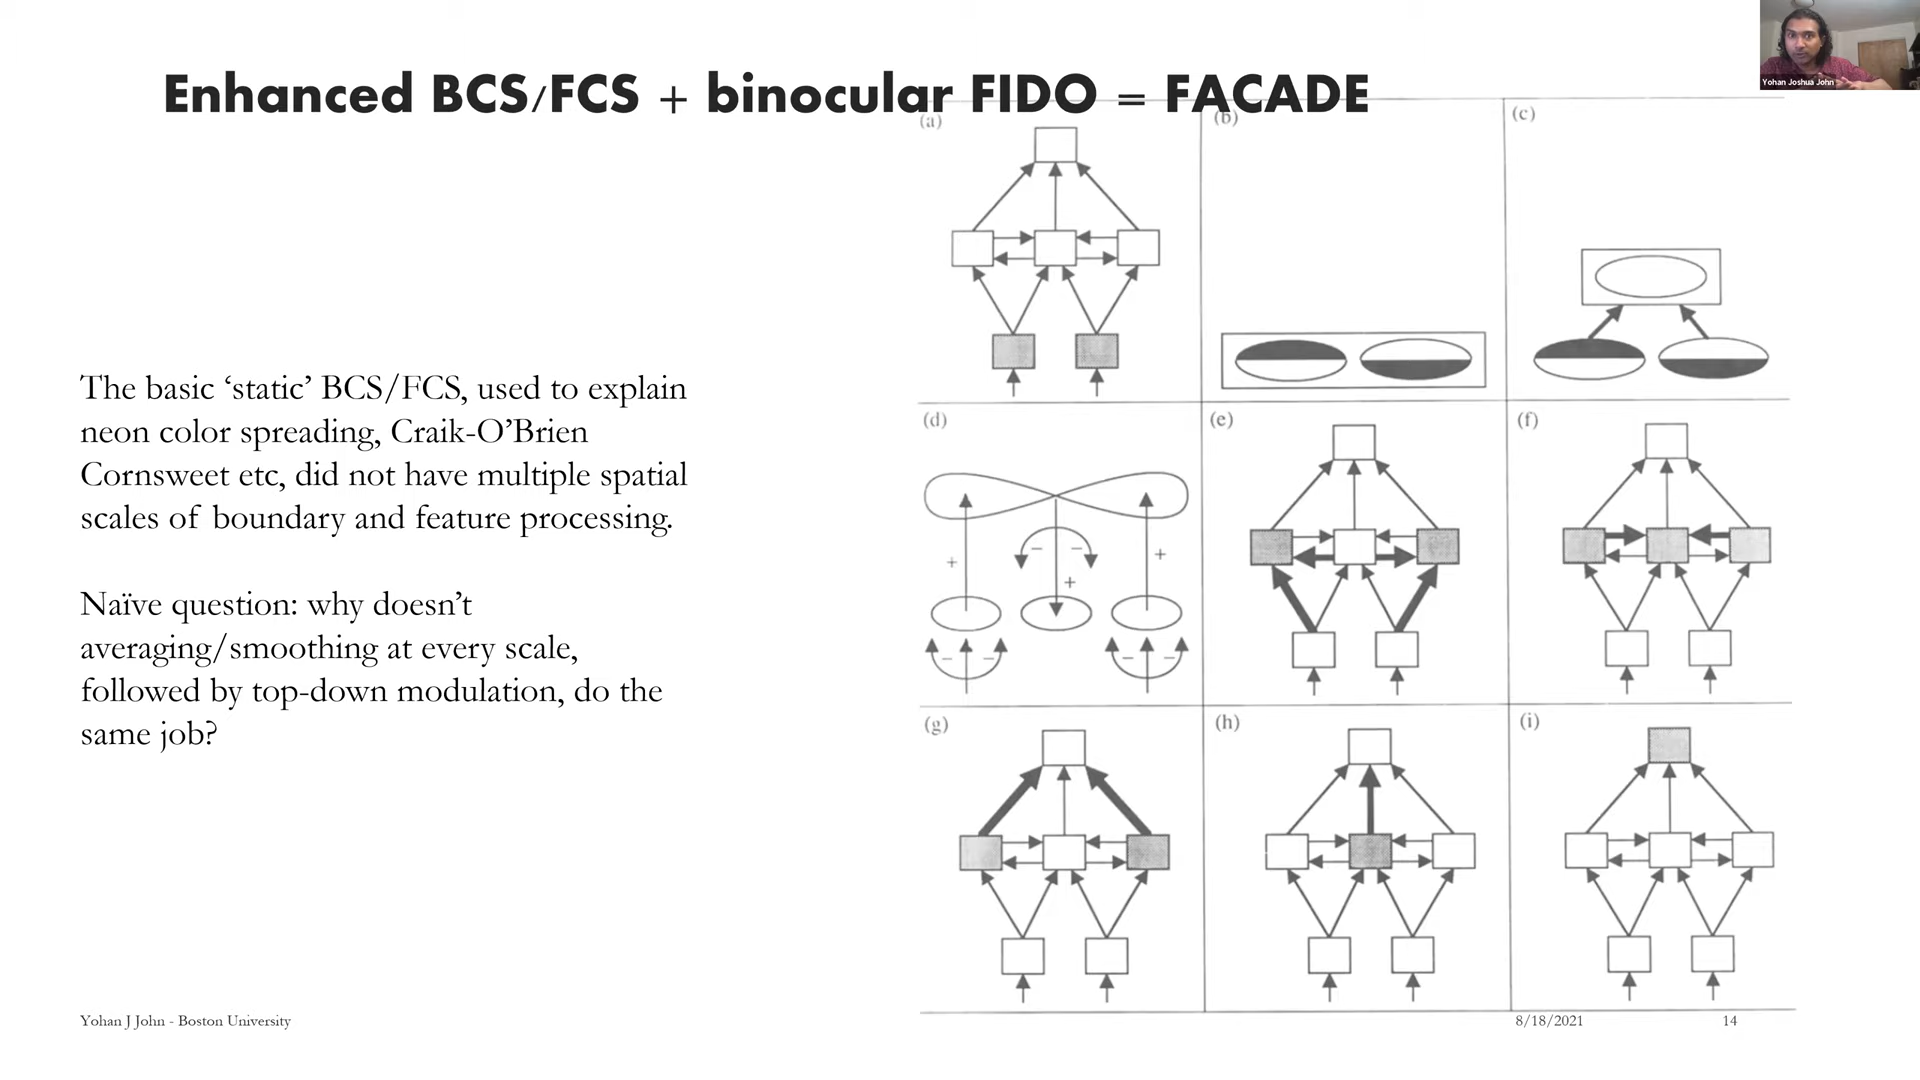 Enhanced BCS/FCS + binocular FIDO = FACADE
Yohan Joshua John
The basic ‘static’ BCS/FCS, used to explain
neon color spreading, Craik-O’Brien
Cornsweet etc, did not have multiple spatial
scales of boundary and feature processing.
Naïve question: why doesn’t
averaging/smoothing at every scale,
followed by top-down modulation, do the
same job?
(a)
(b)
(c)
(d)
+
−
−
+
+
−
−
−
−
(e)
(f)
(g)
(h)
(i)
Yohan J John - Boston University
8/18/2021
14